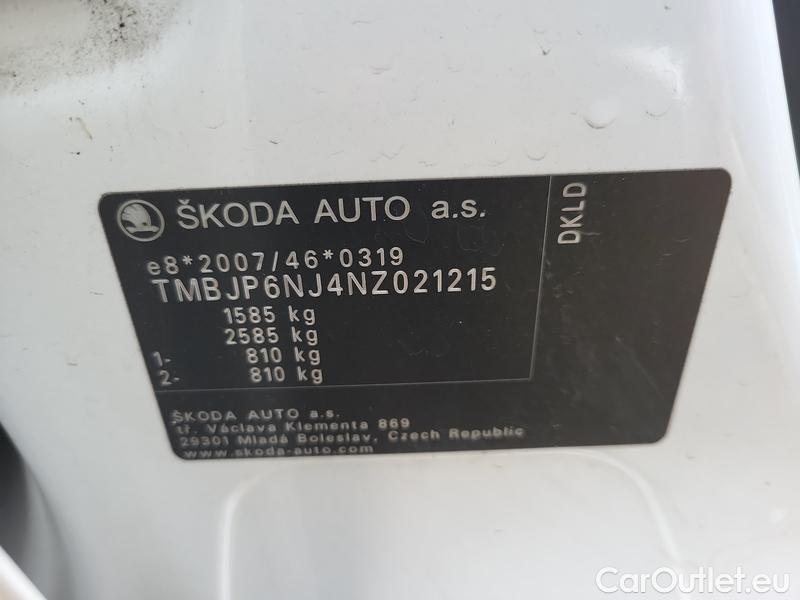 ŠKODA AUTO a.s.
DKLD
e8*2007/46*0319
TMBJP6NJ4NZ021215
1585 kg
2585 kg
1- 810 kg
2- 810 kg
ŠKODA AUTO a.s.
tř. Václava Klementa 869
29301 Mladá Boleslav, Czech Republic
www.skoda-auto.com
CarOutlet.eu